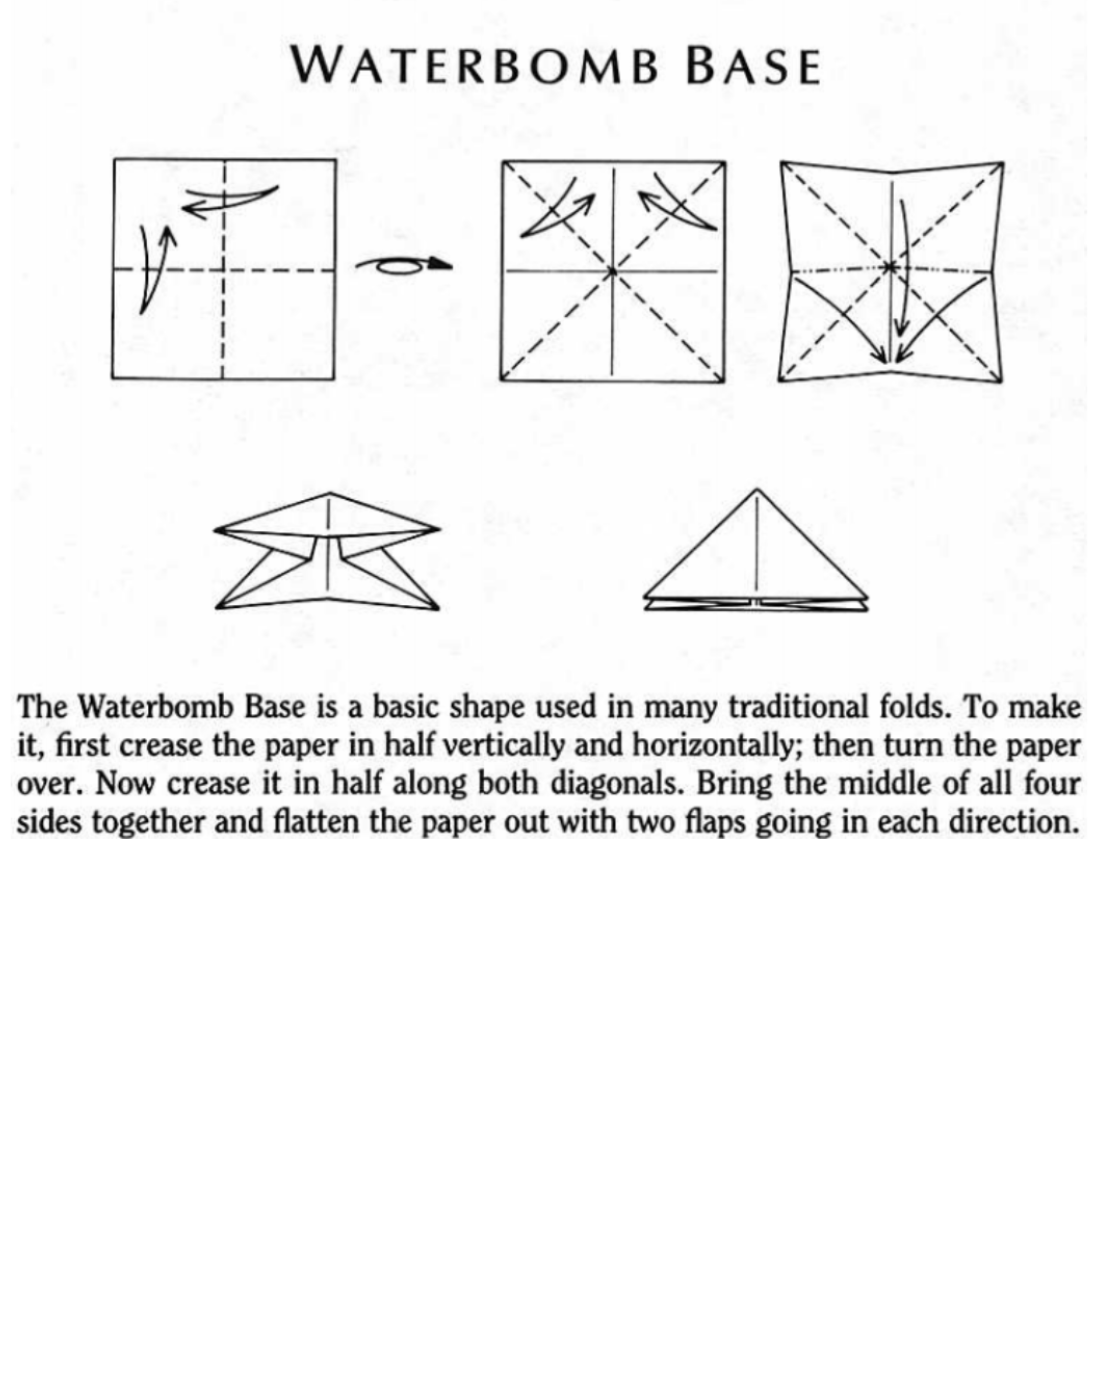 WATERBOMB BASE
The Waterbomb Base is a basic shape used in many traditional folds. To make
it, first crease the paper in half vertically and horizontally; then turn the paper
over. Now crease it in half along both diagonals. Bring the middle of all four
sides together and flatten the paper out with two flaps going in each direction.